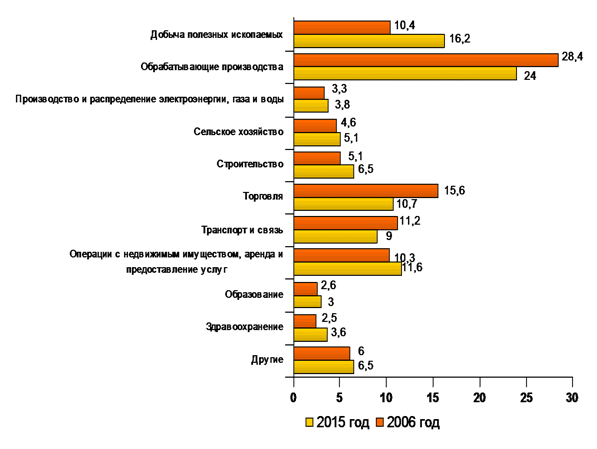 Добыча полезных ископаемых
10,4
16,2
Обрабатывающие производства
28,4
24
Производство и распределение электроэнергии, газа и воды
3,3
3,8
Сельское хозяйство
4,6
5,1
Строительство
5,1
6,5
Торговля
15,6
10,7
Транспорт и связь
11,2
9
Операции с недвижимым имуществом, аренда и
предоставление услуг
10,3
11,6
Образование
2,6
3
Здравоохранение
2,5
3,6
Другие
6
6,5
0 5 10 15 20 25 30
2015 год 2006 год